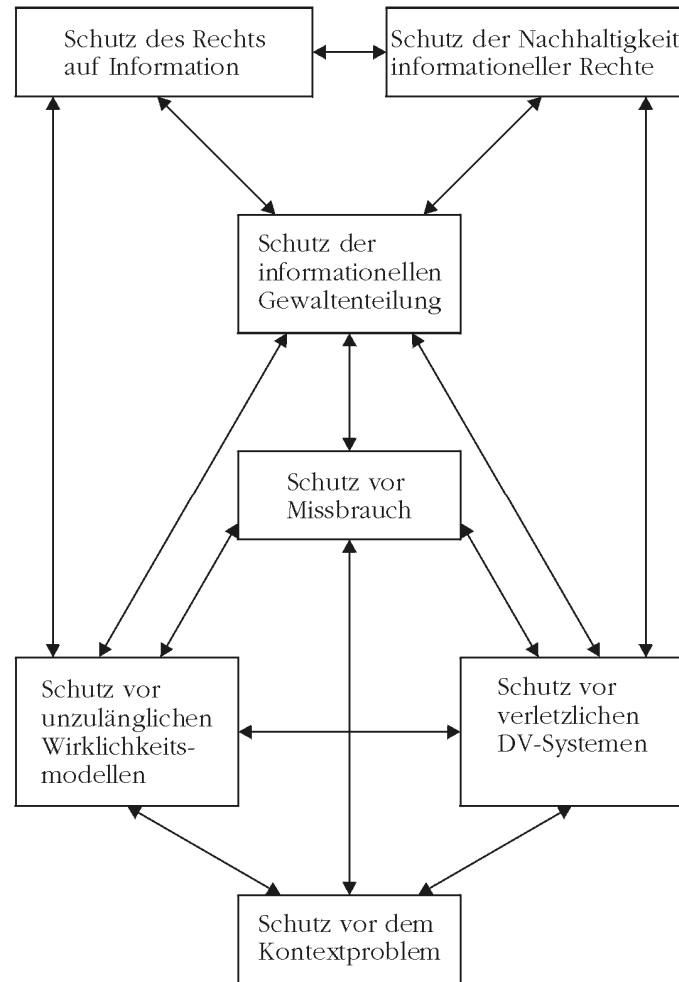 Schutz des Rechts
auf Information
Schutz der Nachhaltigkeit
informationeller Rechte
Schutz der
informationellen
Gewaltenteilung
Schutz vor
Missbrauch
Schutz vor
unzulänglichen
Wirklichkeits-
modellen
Schutz vor
verletzlichen
DV-Systemen
Schutz vor dem
Kontextproblem